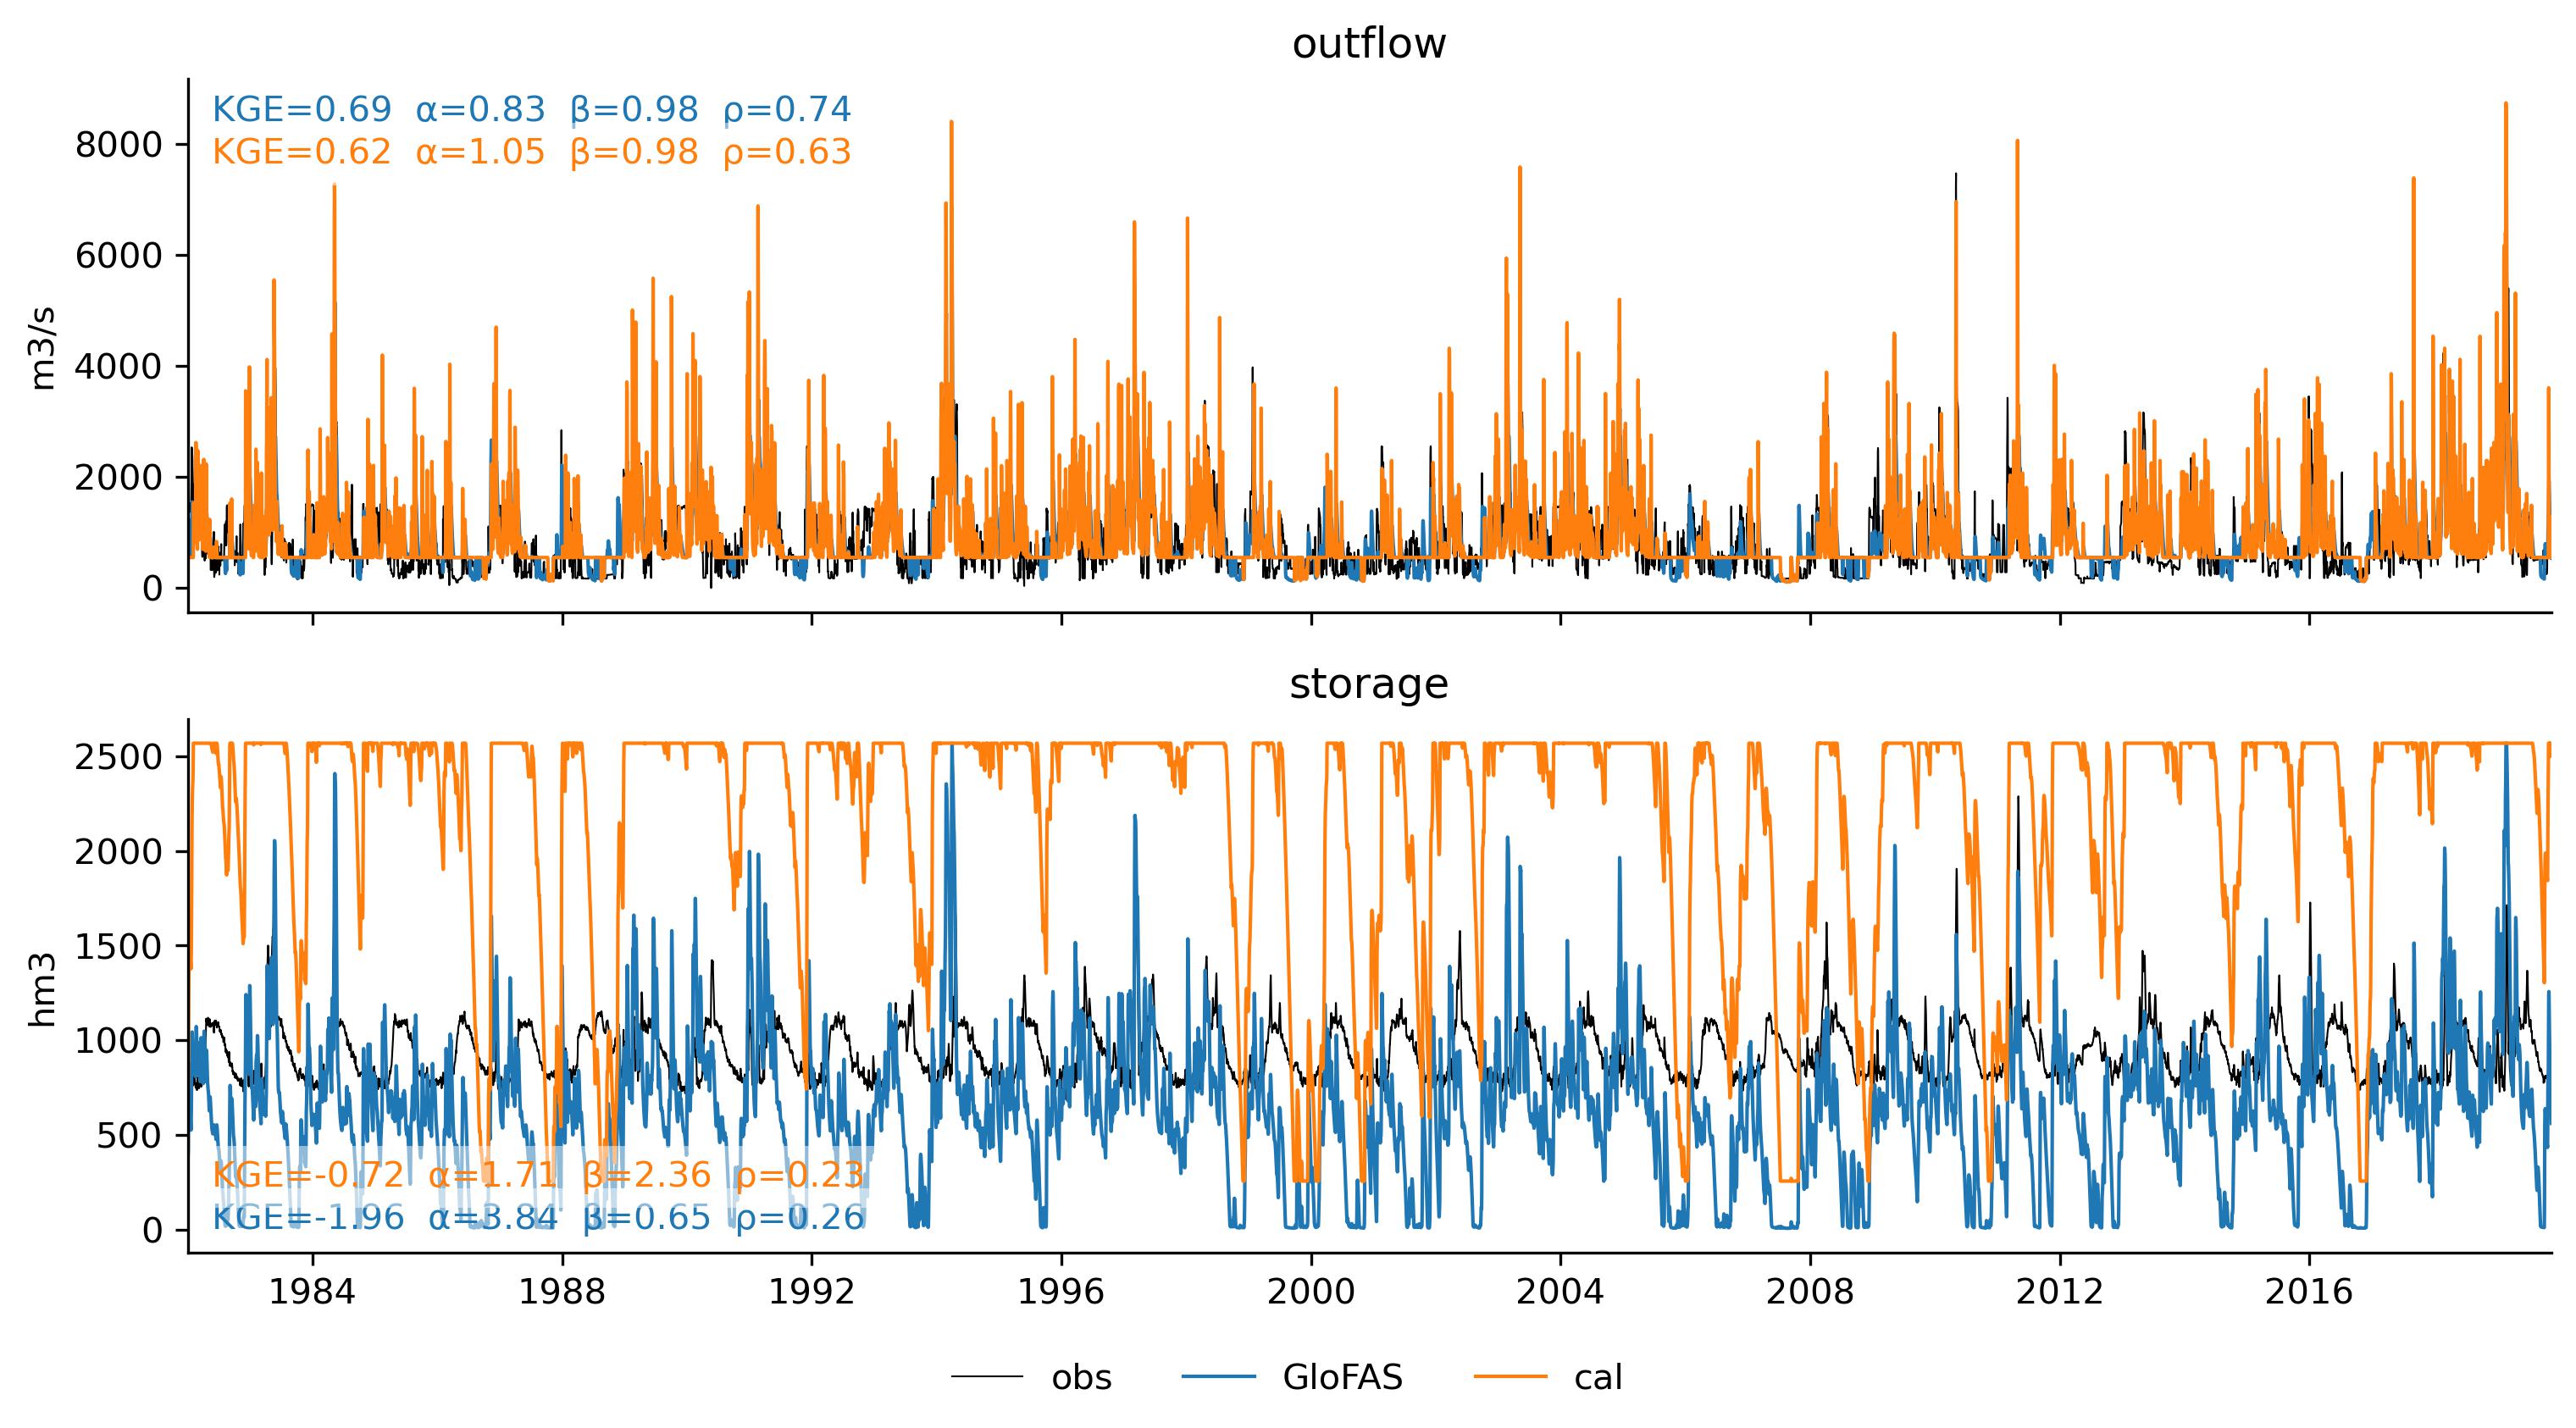 outflow
KGE=0.69 α=0.83 β=0.98 ρ=0.74
KGE=0.62 α=1.05 β=0.98 ρ=0.63
8000
6000
4000
2000
0
m3/s
storage
2500
2000
1500
1000
500
0
hm3
KGE=-0.72 α=1.71 β=2.36 ρ=0.23
KGE=-1.96 α=3.84 β=0.65 ρ=0.26
1984 1988 1992 1996 2000 2004 2008 2012 2016
obs GloFAS cal